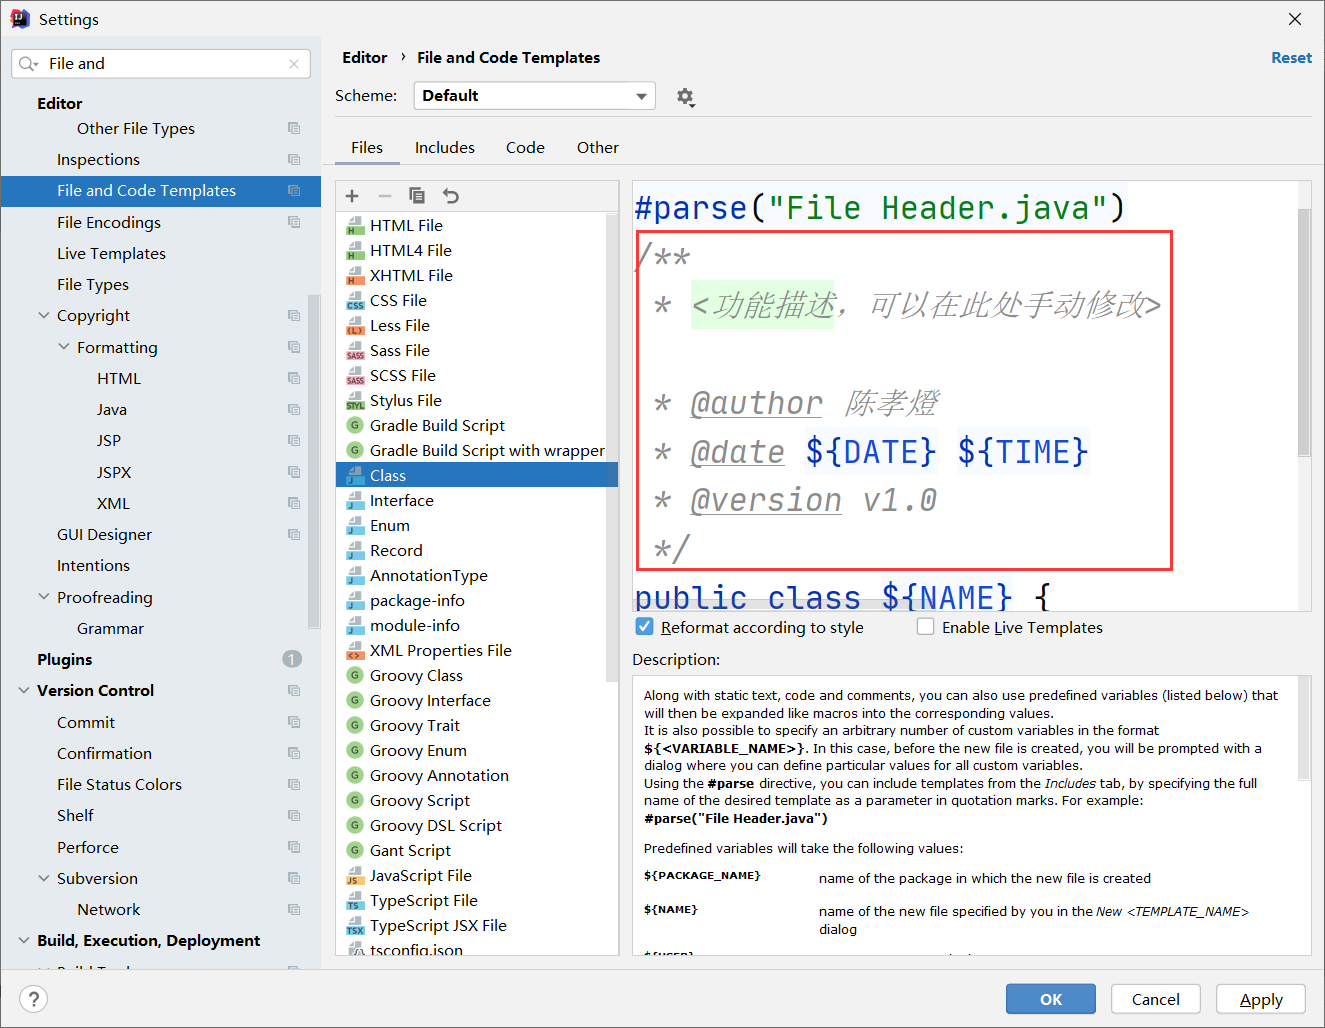 Settings
File and
Editor
Other File Types
Inspections
File and Code Templates
File Encodings
Live Templates
File Types
Copyright
Formatting
HTML
Java
JSP
JSPX
XML
GUI Designer
Intentions
Proofreading
Grammar
Plugins
1
Version Control
Commit
Confirmation
File Status Colors
Shelf
Perforce
Subversion
Network
Build, Execution, Deployment
Editor › File and Code Templates
Reset
Scheme: Default
Files Includes Code Other
HTML File
HTML4 File
XHTML File
CSS File
Less File
Sass File
SCSS File
Stylus File
Gradle Build Script
Gradle Build Script with wrapper
Class
Interface
Enum
Record
AnnotationType
package-info
module-info
XML Properties File
Groovy Class
Groovy Interface
Groovy Trait
Groovy Enum
Groovy Annotation
Groovy Script
Groovy DSL Script
Gant Script
JavaScript File
TypeScript File
TypeScript JSX File
tsconfig.json
#parse("File Header.java")
/**
* <功能描述，可以在此处手动修改>
* @author 陈孝燈
* @date ${DATE} ${TIME}
* @version v1.0
*/
public class ${NAME} {
Reformat according to style
Enable Live Templates
Description:
Along with static text, code and comments, you can also use predefined variables (listed below) that
will then be expanded like macros into the corresponding values.
It is also possible to specify an arbitrary number of custom variables in the format
${<VARIABLE_NAME>}. In this case, before the new file is created, you will be prompted with a
dialog where you can define particular values for all custom variables.
Using the #parse directive, you can include templates from the Includes tab, by specifying the full
name of the desired template as a parameter in quotation marks. For example:
#parse("File Header.java")
Predefined variables will take the following values:
${PACKAGE_NAME} name of the package in which the new file is created
${NAME} name of the new file specified by you in the New <TEMPLATE_NAME>
dialog
${USER}
?
OK
Cancel
Apply